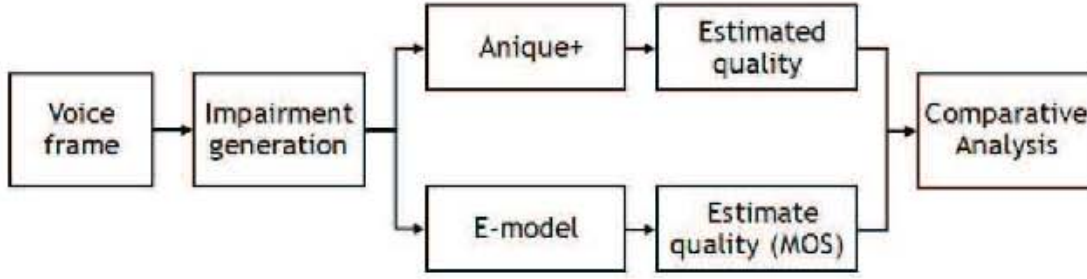 Voice
frame
Impairment
generation
Anique+
Estimated
quality
E-model
Estimate
quality (MOS)
Comparative
Analysis